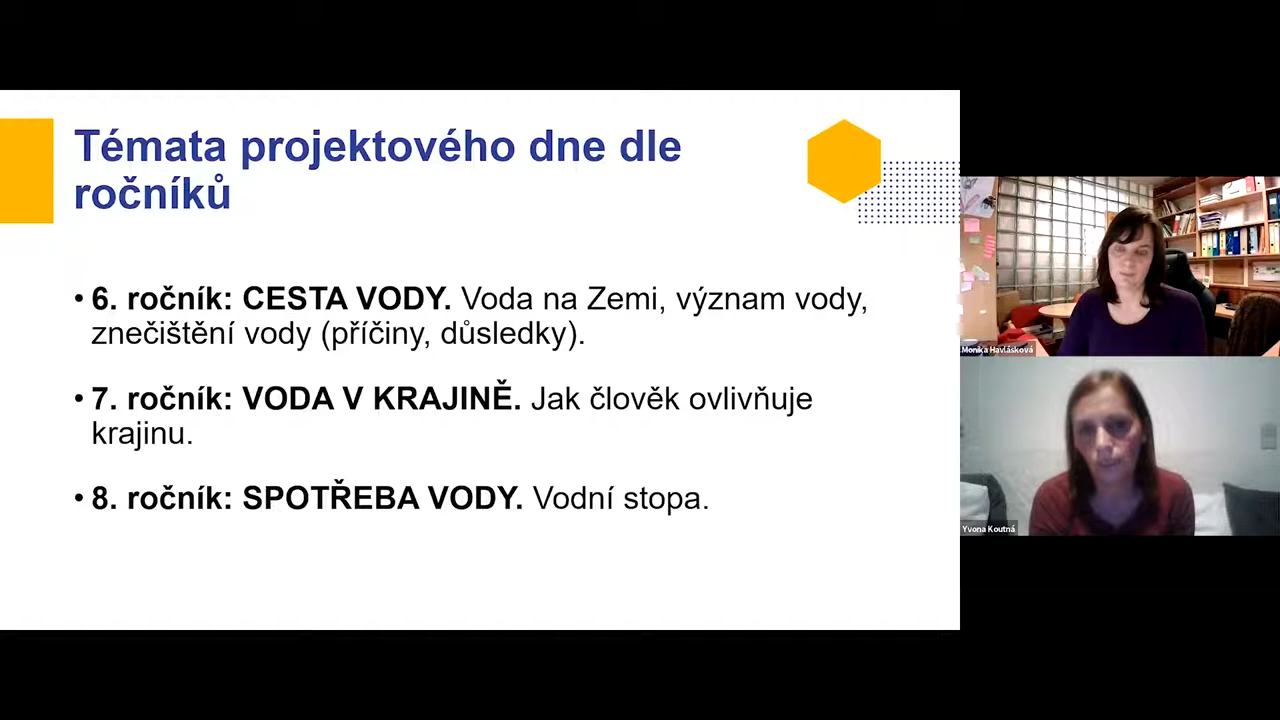 Témata projektového dne dle
ročníků
• 6. ročník: CESTA VODY. Voda na Zemi, význam vody,
znečištění vody (příčiny, důsledky).
• 7. ročník: VODA V KRAJINĚ. Jak člověk ovlivňuje
krajinu.
• 8. ročník: SPOTŘEBA VODY. Vodní stopa.
Monika Havlásková
Yvona Koutná